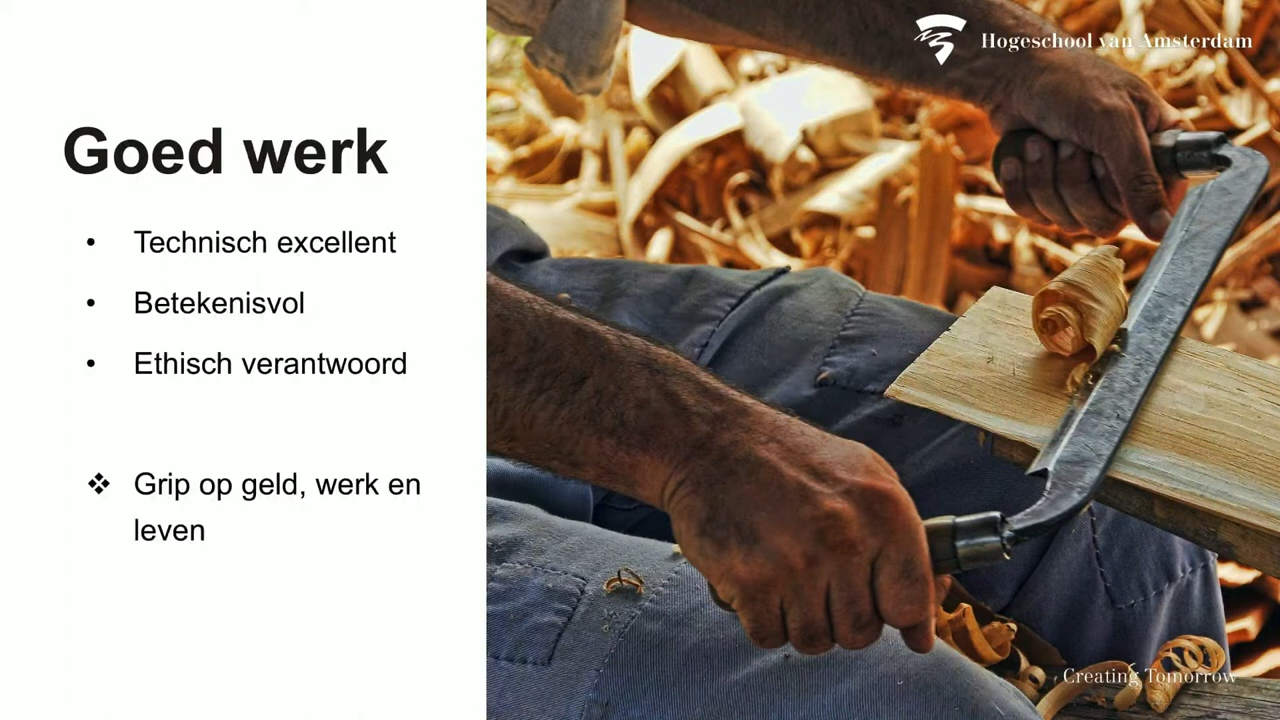 Hogeschool van Amsterdam
Goed werk
• Technisch excellent
• Betekenisvol
• Ethisch verantwoord
❖ Grip op geld, werk en
leven
Creating Tomorrow